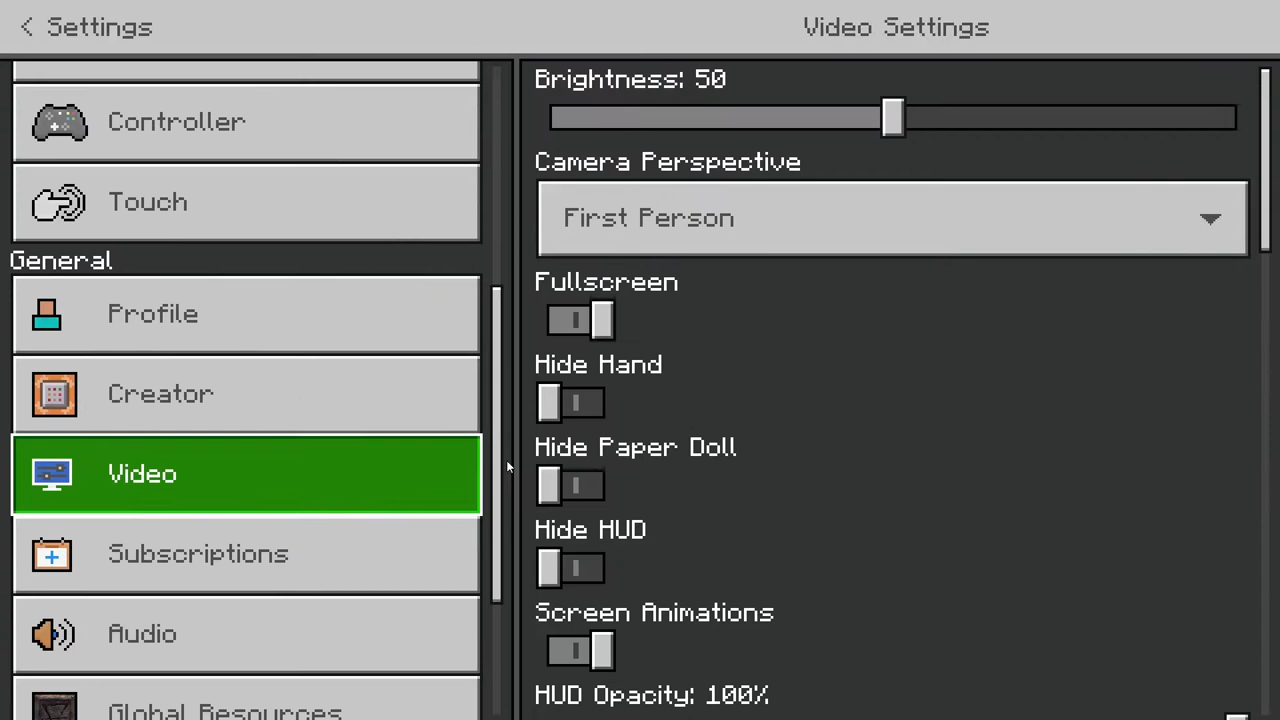 Settings
Video Settings
Controller
Touch
General
Profile
Creator
Video
Subscriptions
Audio
Global Resources
Brightness: 50
Camera Perspective
First Person
Fullscreen
Hide Hand
Hide Paper Doll
Hide HUD
Screen Animations
HUD Opacity: 100%